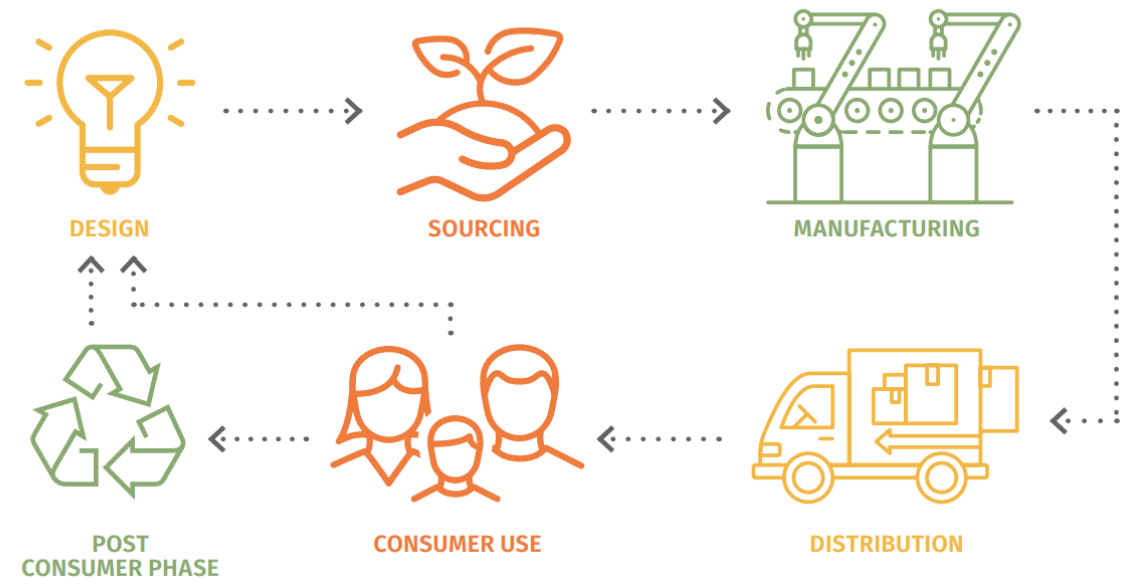 DESIGN
SOURCING
MANUFACTURING
POST
CONSUMER PHASE
CONSUMER USE
DISTRIBUTION